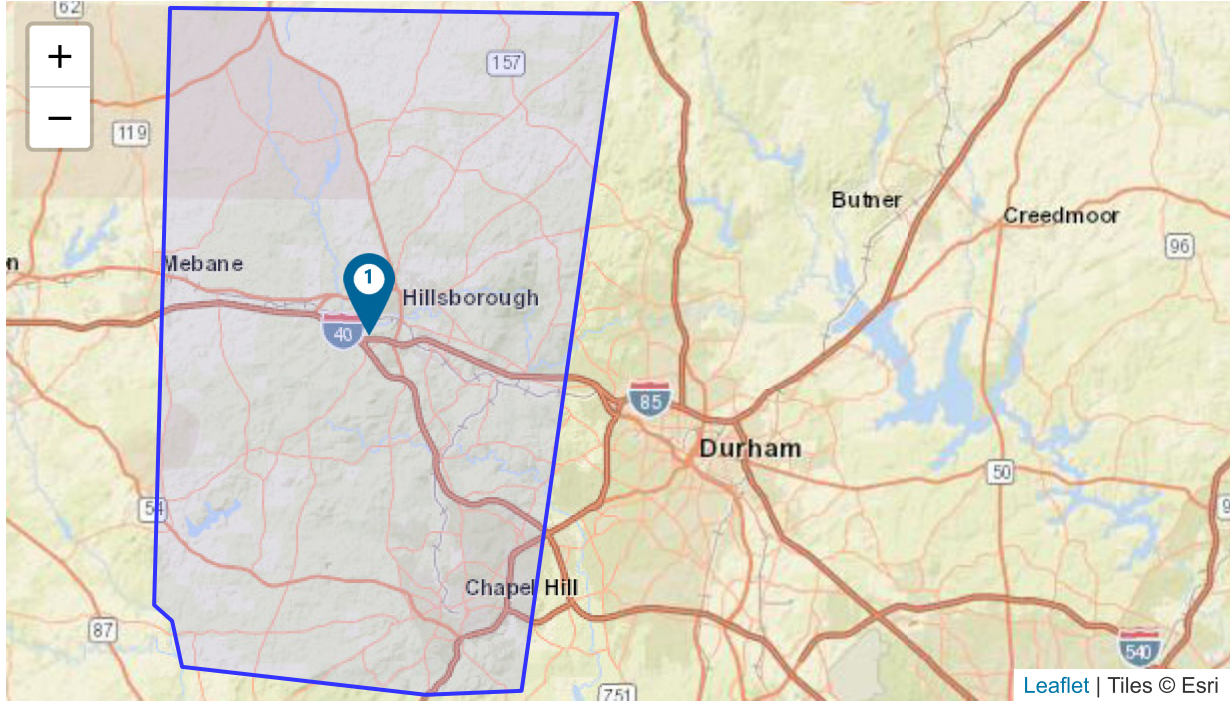 62
+
157
−
119
Butner
Creedmoor
96
Mebane
1
n
Hillsborough
40
85
Durham
50
54
9
Chapel Hill
87
540
751
Leaflet | Tiles © Esri